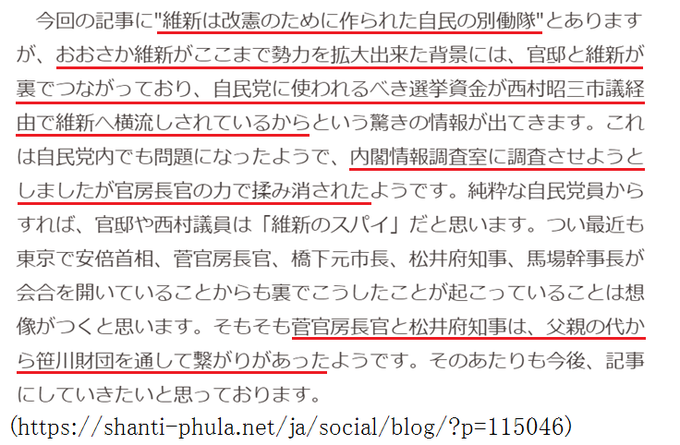 今回の記事に"維新は改憲のために作られた自民の別働隊"とあります
が、おおさか維新がここまで勢力を拡大出来た背景には、官邸と維新が
裏でつながっており、自民党に使われるべき選挙資金が西村昭三市議経
由で維新へ横流しされているからという驚きの情報が出てきます。これ
は自民党内でも問題になったようで、内閣情報調査室に調査させようと
しましたが官房長官の力で揉み消されたようです。純粋な自民党員から
すれば、官邸や西村議員は「維新のスパイ」だと思います。つい最近も
東京で安倍首相、菅官房長官、橋下元市長、松井府知事、馬場幹事長が
会合を開いていることからも裏でこうしたことが起こっていることは想
像がつくと思います。そもそも菅官房長官と松井府知事は、父親の代か
ら笹川財団を通して繋がりがあったようです。そのあたりも今後、記事
にしていきたいと思っております。
(https://shanti-phula.net/ja/social/blog/?p=115046)